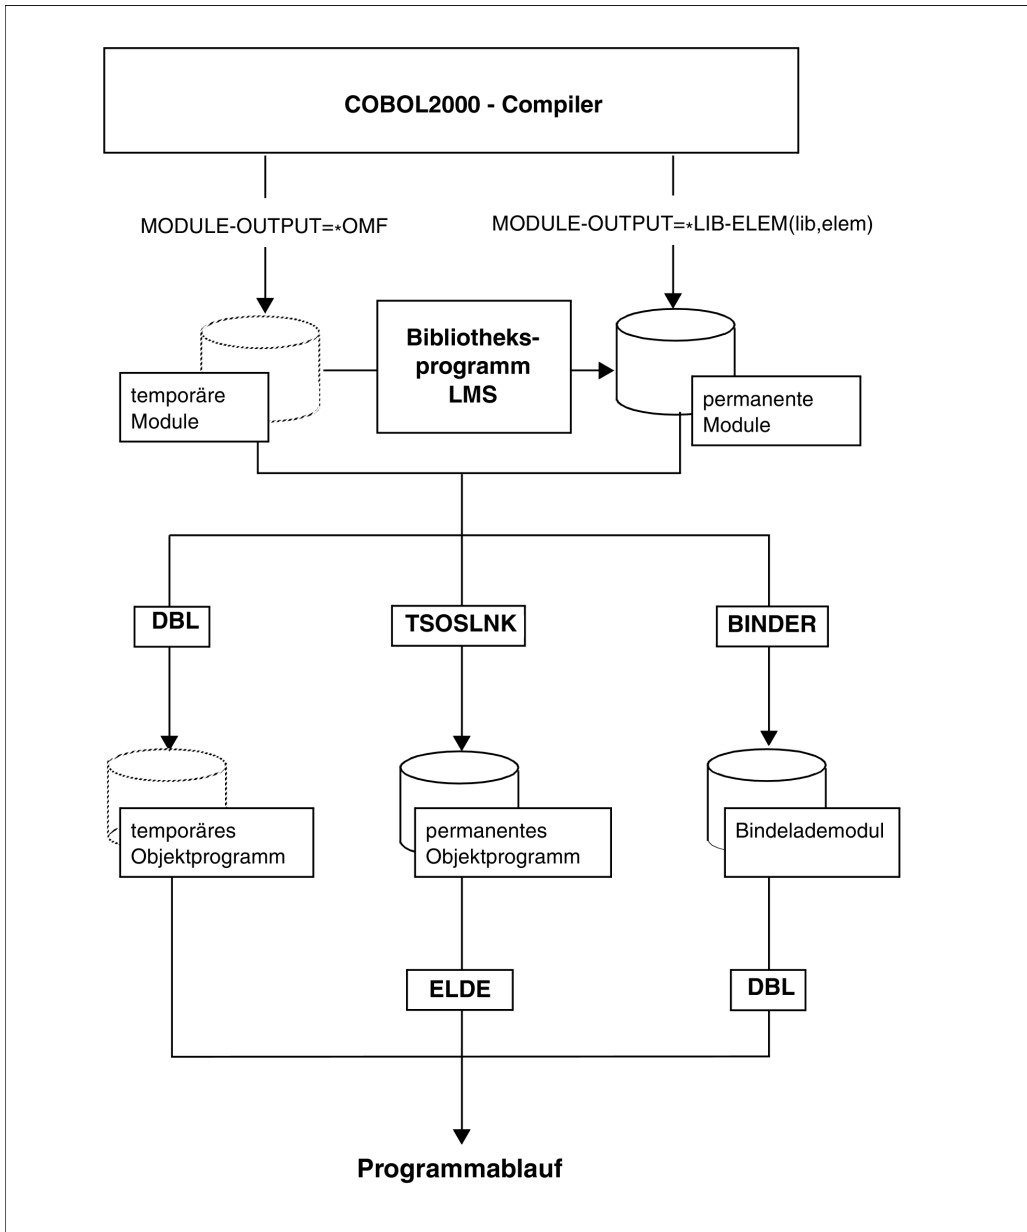 COBOL2000 - Compiler
MODULE-OUTPUT=*OMF
MODULE-OUTPUT=*LIB-ELEM(lib,elem)
Bibliotheks-
programm
LMS
temporäre
Module
permanente
Module
DBL
TSOSLNK
BINDER
temporäres
Objektprogramm
permanentes
Objektprogramm
Bindelademodul
ELDE
DBL
Programmablauf